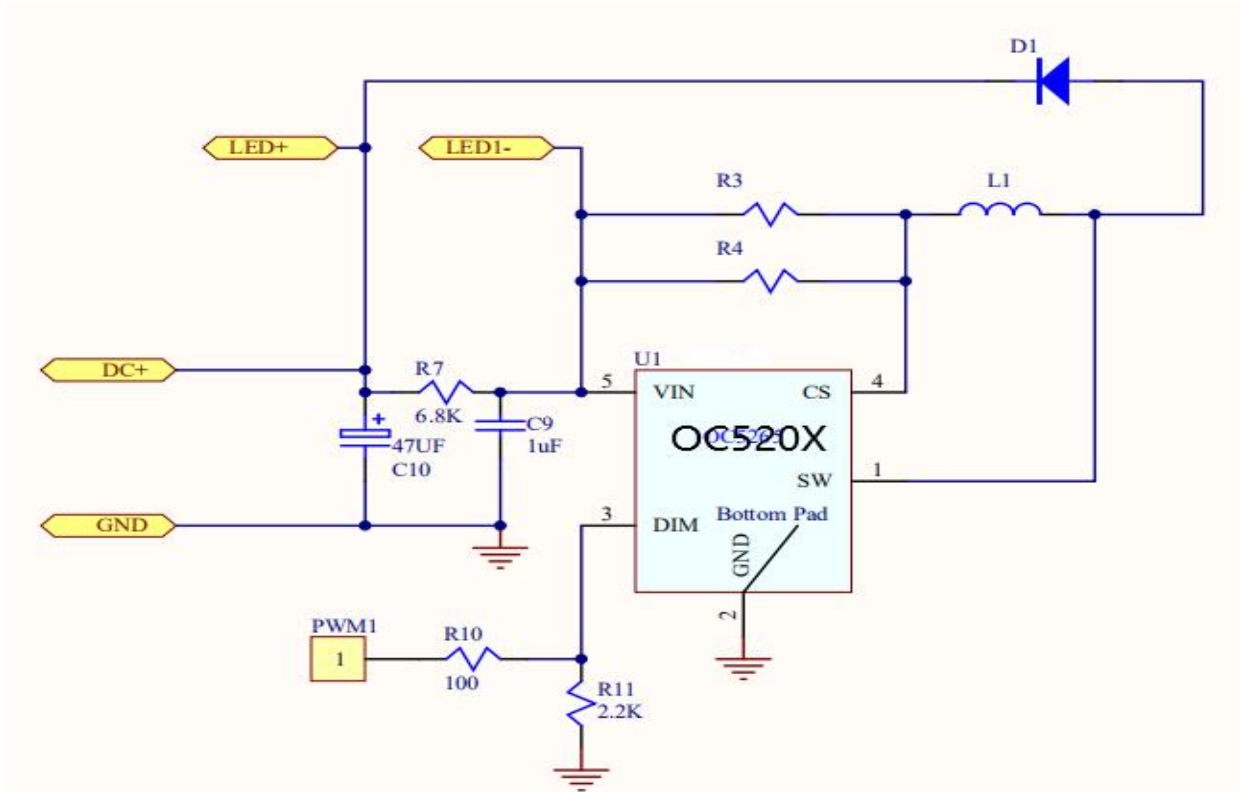 D1
LED+
LED1-
R3
L1
R4
DC+
R7
6.8K
U1
5
VIN
CS
4
+
47UF
C10
C9
1uF
OC520X
SW
1
GND
3
DIM
Bottom Pad
GND
2
PWM1
1
R10
100
R11
2.2K